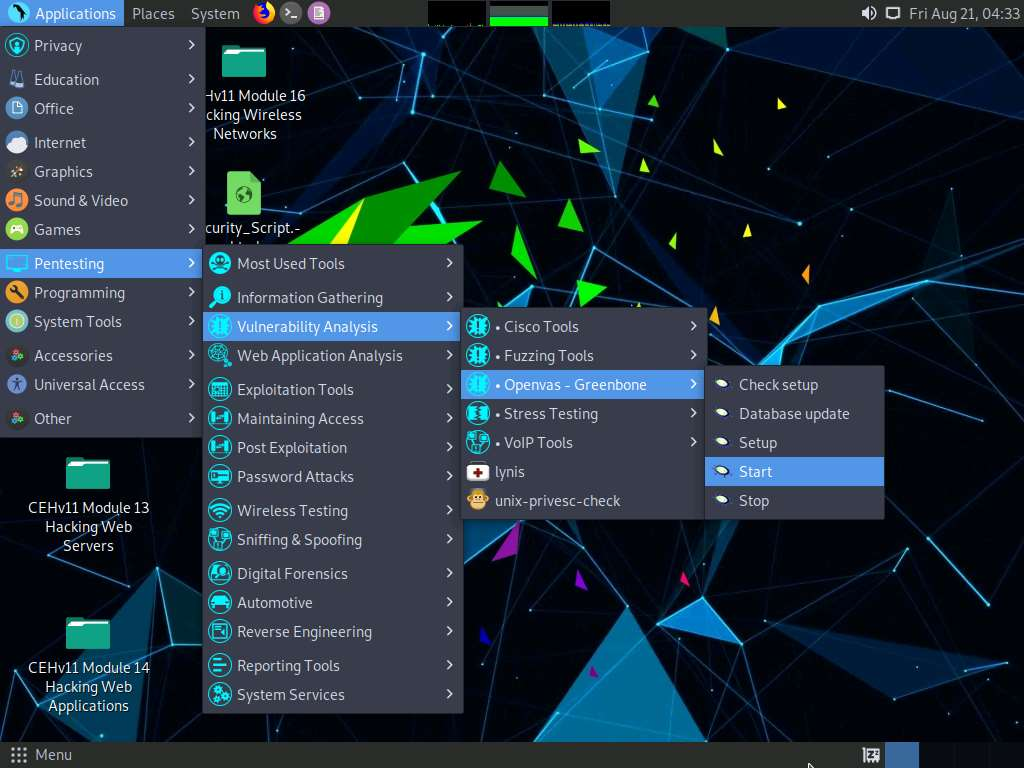 Applications Places System Fri Aug 21, 04:33
Privacy
Education
Office
Internet
Graphics
Sound & Video
Games
Pentesting
Programming
System Tools
Accessories
Universal Access
Other
Hv11 Module 16
cking Wireless
Networks
curity_Script.-
Most Used Tools
Information Gathering
Vulnerability Analysis
Web Application Analysis
Exploitation Tools
Maintaining Access
Post Exploitation
Password Attacks
Wireless Testing
Sniffing & Spoofing
Digital Forensics
Automotive
Reverse Engineering
Reporting Tools
System Services
• Cisco Tools
• Fuzzing Tools
• Openvas - Greenbone
• Stress Testing
• VoIP Tools
lynis
unix-privesc-check
Check setup
Database update
Setup
Start
Stop
CEHv11 Module 13
Hacking Web
Servers
CEHv11 Module 14
Hacking Web
Applications
Menu